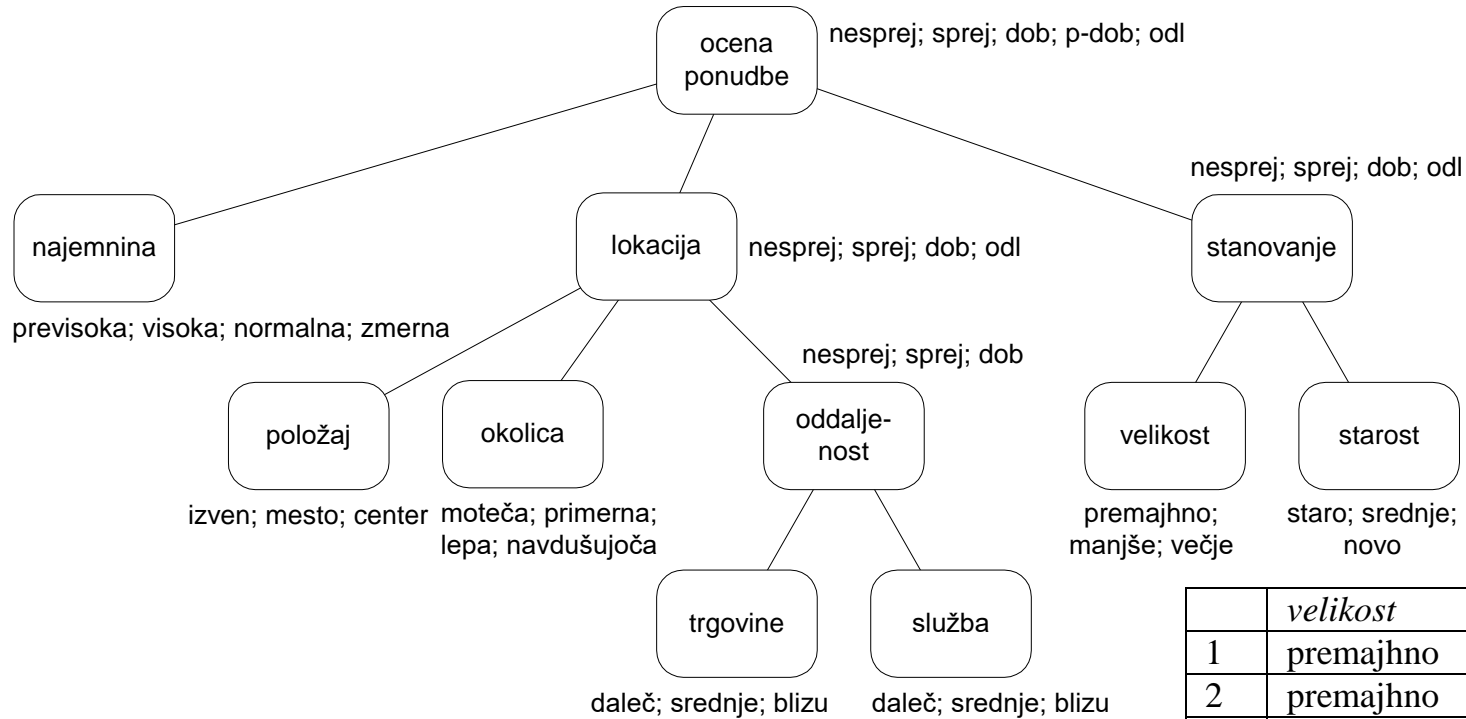 ocena
ponudbe
nesprej; sprej; dob; p-dob; odl
nesprej; sprej; dob; odl
najemnina
lokacija
nesprej; sprej; dob; odl
stanovanje
previsoka; visoka; normalna; zmerna
nesprej; sprej; dob
položaj
okolica
oddalje-
nost
velikost
starost
izven; mesto; center
moteča; primerna;
lepa; navdušujoča
premajhno;
manjše; večje
staro; srednje;
novo
trgovine
služba
daleč; srednje; blizu
daleč; srednje; blizu
velikost
1 premajhno
2 premajhno